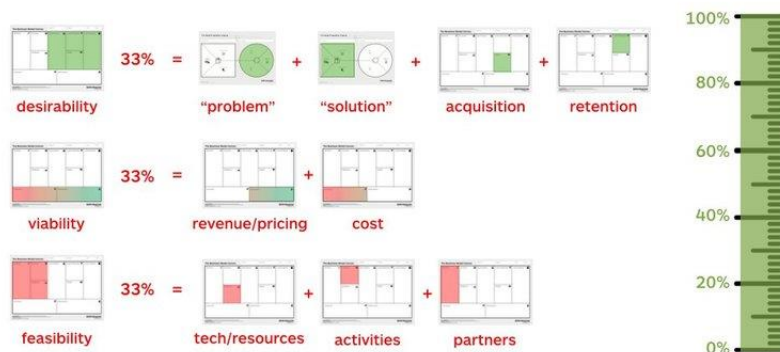 100%
desirability 33% = "problem" + "solution" + acquisition + retention
80%
60%
viability 33% = revenue/pricing + cost
40%
feasibility 33% = tech/resources + activities + partners
20%
0%